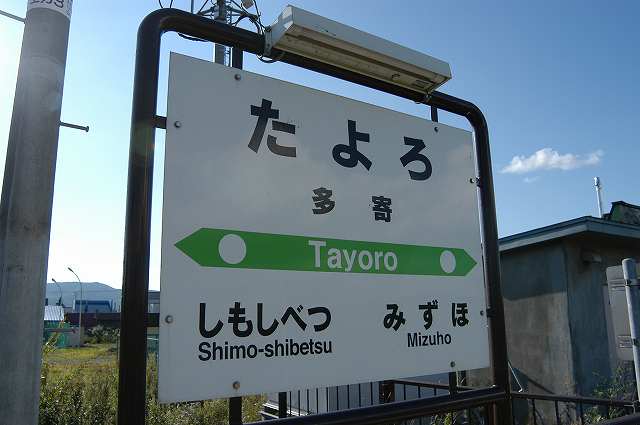 たよろ
多寄
Tayoro
しもしべつ みずほ
Shimo-shibetsu Mizuho